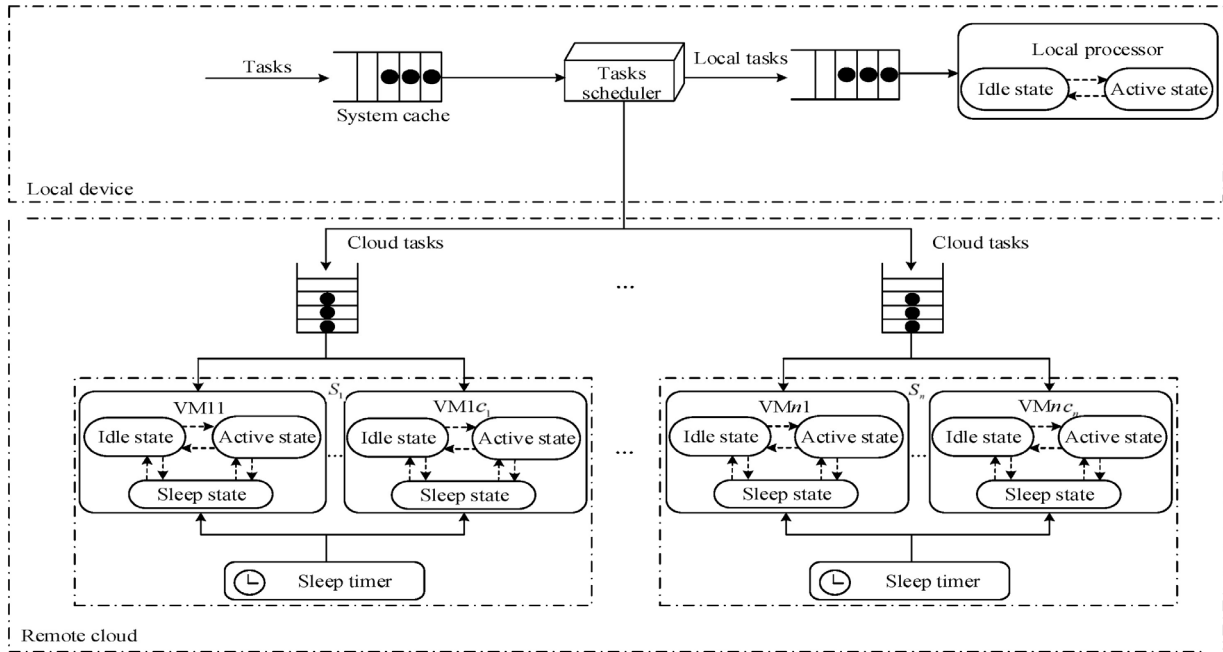 Tasks
System cache
Tasks
scheduler
Local tasks
Local processor
Idle state
Active state
Local device
Cloud tasks
...
Cloud tasks
S1
VM11
Idle state
Active state
Sleep state
...
VM1c1
Idle state
Active state
Sleep state
...
Sn
VMn1
Idle state
Active state
Sleep state
...
VMncn
Idle state
Active state
Sleep state
Sleep timer
Sleep timer
Remote cloud